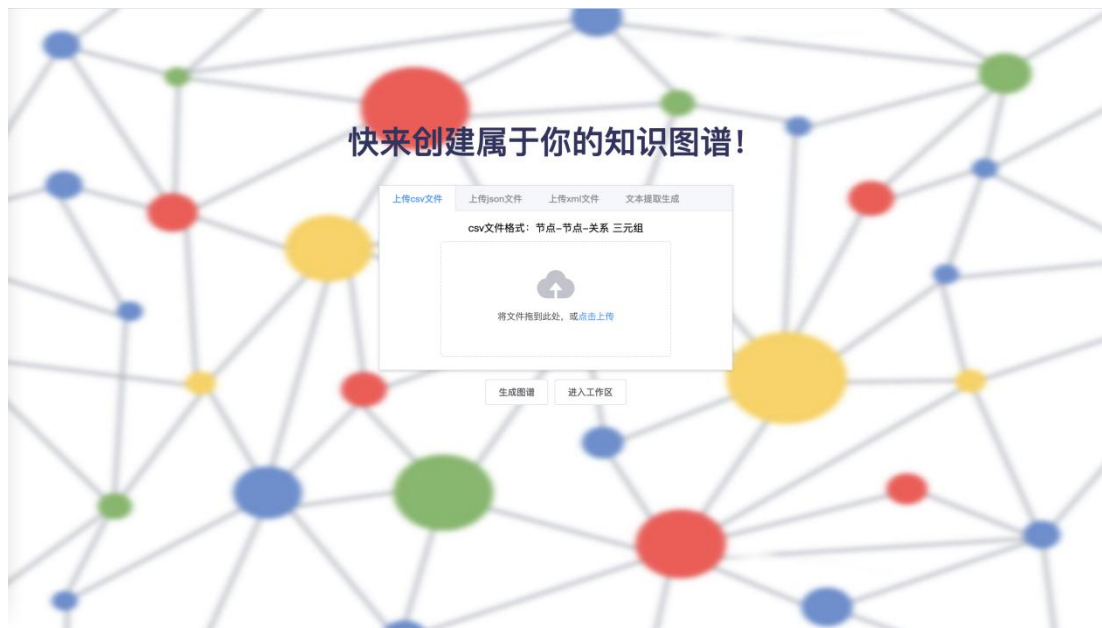 快来创建属于你的知识图谱!
上传csv文件 上传json文件 上传xml文件 文本提取生成
csv文件格式：节点-节点-关系 三元组
将文件拖到此处，或点击上传
生成图谱 进入工作区